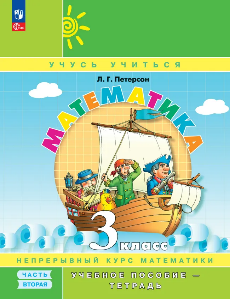 УЧУСЬ УЧИТЬСЯ
Л. Г. Петерсон
МАТЕМАТИКА
3 класс
НЕПРЕРЫВНЫЙ КУРС МАТЕМАТИКИ
ЧАСТЬ
ВТОРАЯ
УЧЕБНОЕ ПОСОБИЕ —
ТЕТРАДЬ